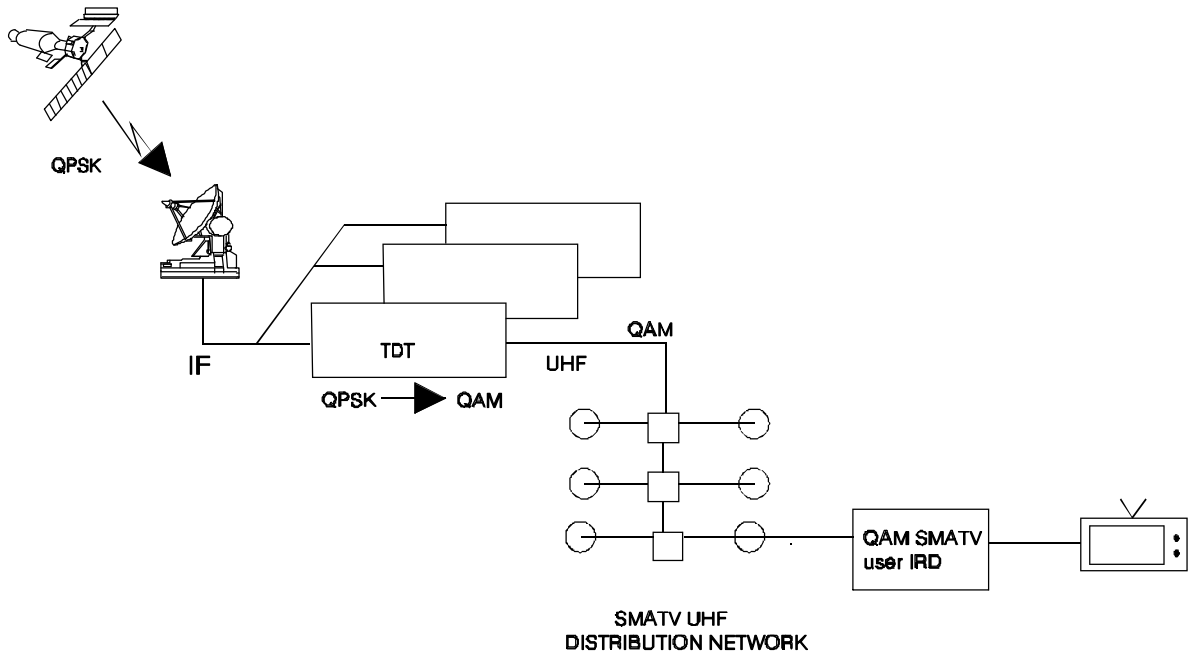 QPSK
IF
TDT
QPSK QAM
UHF
QAM
QAM SMATV
user IRD
SMATV UHF
DISTRIBUTION NETWORK